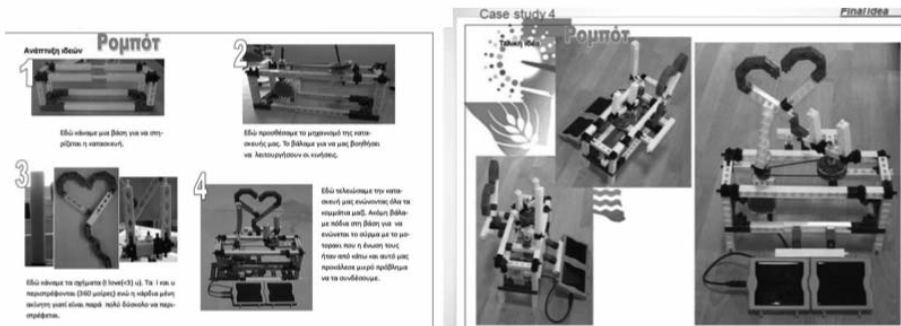 Ανάπτυξη ιδεών
Ρομπότ
1
Εδώ κάναμε μια βάση για να στη-
ρίζεται η κατασκευή.
2
Εδώ προσθέσαμε το μηχανισμό της κατα-
σκευής μας. Το βάλαμε για να μας βοηθήσει
να λειτουργήσουν οι κινήσεις.
3
Εδώ κάναμε τα σχήματα (I love(<3) u). Τα I και u
περιστρέφονται (360 μοίρες) ενώ η κάρδια μένη
ακίνητη γιατί είναι παρά πολύ δύσκολο να περι-
στρέφεται.
4
Εδώ τελειώσαμε την κατα-
σκευή μας ενώνοντας όλα τα
κομμάτια μαζί. Ακόμη βάλα-
με πόδια στη βάση για να
ενώνεται το σύρμα με το μο-
τοράκι που η ένωση τους
ήταν από κάτω και αυτό μας
προκάλεσε μικρό πρόβλημα
να τα συνδέσουμε.
Case study 4
Final idea
Τελική ιδέα
Ρομπότ